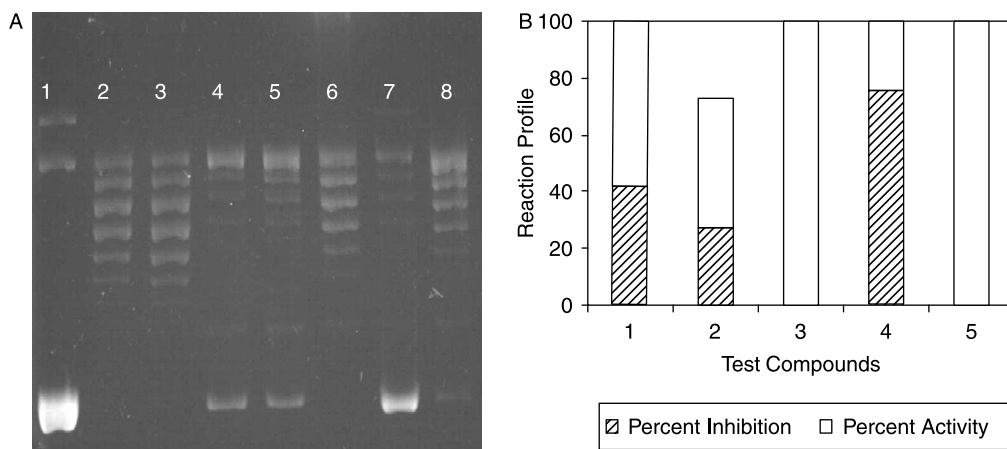 A
1 2 3 4 5 6 7 8
B
Reaction Profile
100
80
60
40
20
0
1 2 3 4 5
Test Compounds
Percent Inhibition Percent Activity